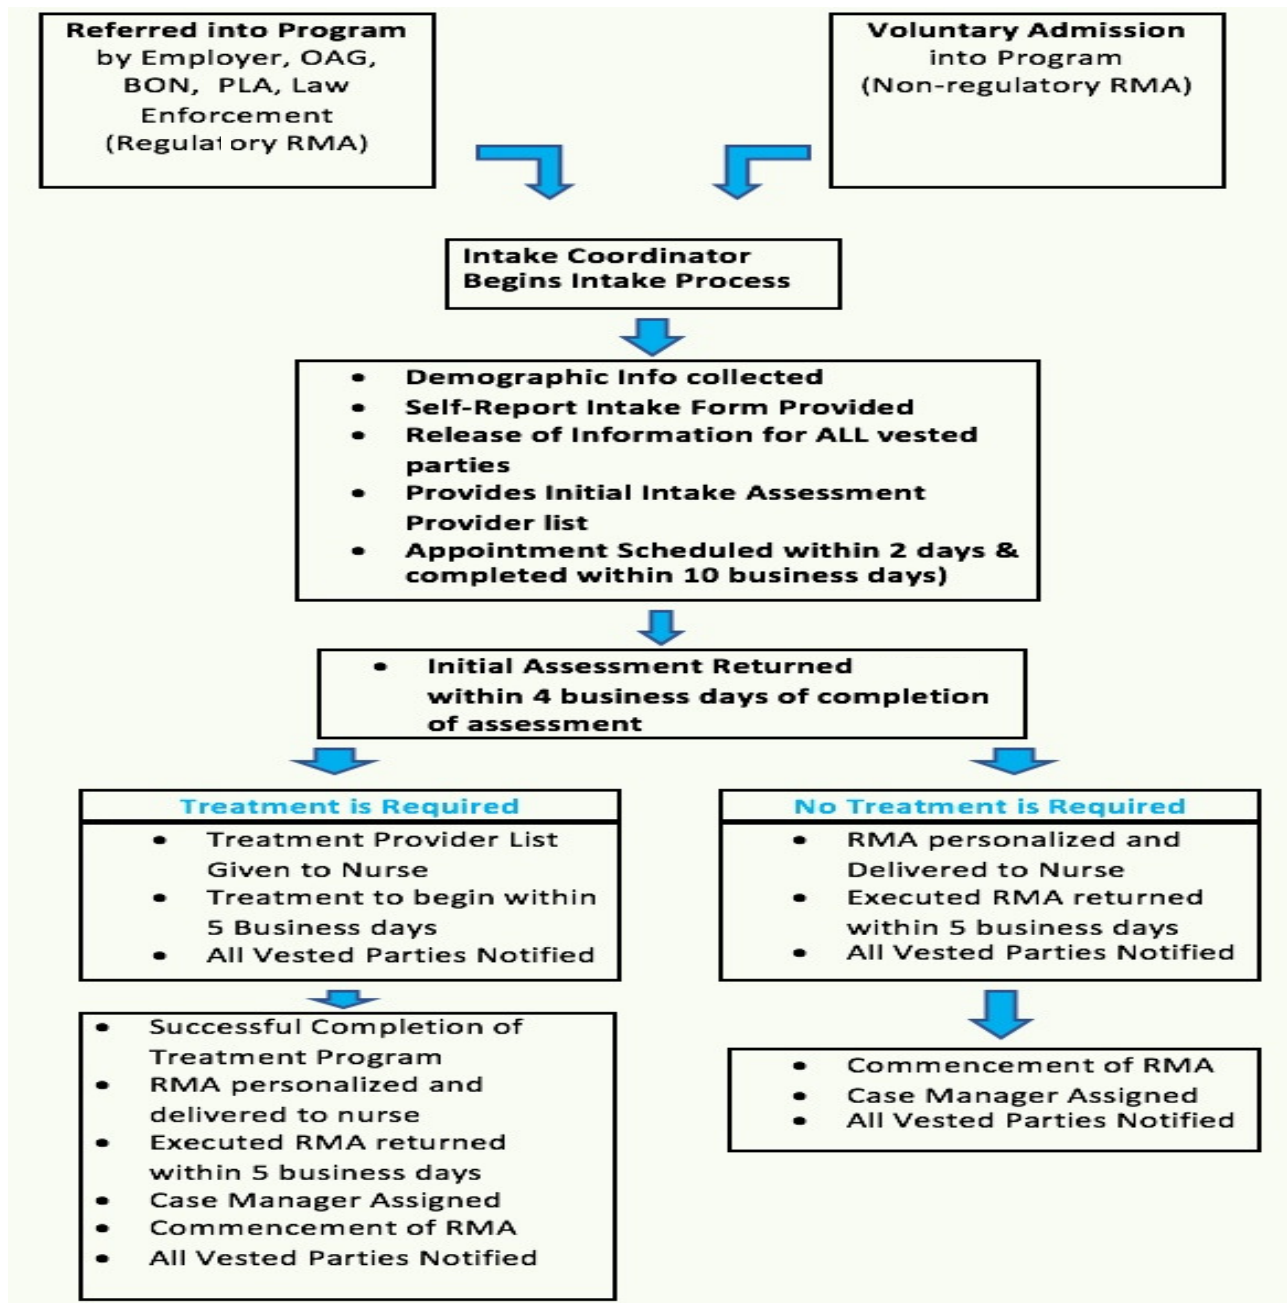 Referred into Program
by Employer, OAG,
BON, PLA, Law
Enforcement
(Regulatory RMA)
Voluntary Admission
into Program
(Non-regulatory RMA)
Intake Coordinator
Begins Intake Process
• Demographic Info collected
• Self-Report Intake Form Provided
• Release of Information for ALL vested
parties
• Provides Initial Intake Assessment
Provider list
• Appointment Scheduled within 2 days &
completed within 10 business days)
• Initial Assessment Returned
within 4 business days of completion
of assessment
Treatment is Required
• Treatment Provider List
Given to Nurse
• Treatment to begin within
5 Business days
• All Vested Parties Notified
No Treatment is Required
• RMA personalized and
Delivered to Nurse
• Executed RMA returned
within 5 business days
• All Vested Parties Notified
• Successful Completion of
Treatment Program
• RMA personalized and
delivered to nurse
• Executed RMA returned
within 5 business days
• Case Manager Assigned
• Commencement of RMA
• All Vested Parties Notified
• Commencement of RMA
• Case Manager Assigned
• All Vested Parties Notified